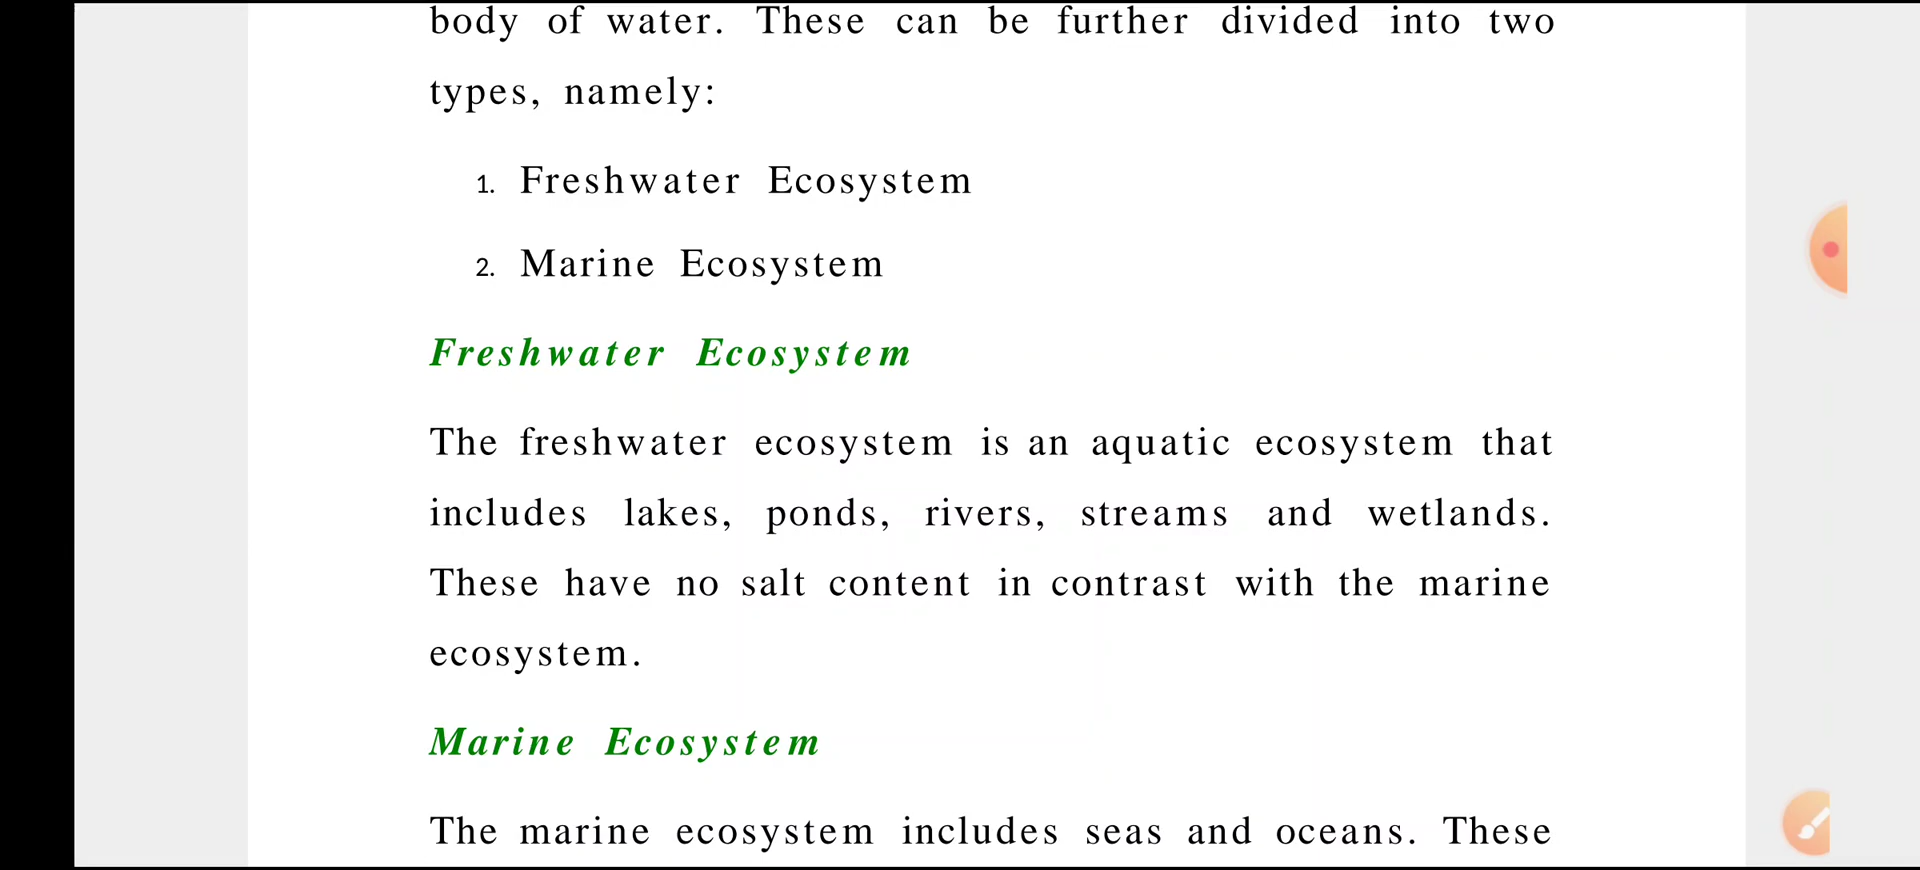 body of water. These can be further divided into two
types, namely:
1. Freshwater Ecosystem
2. Marine Ecosystem
Freshwater Ecosystem
The freshwater ecosystem is an aquatic ecosystem that
includes lakes, ponds, rivers, streams and wetlands.
These have no salt content in contrast with the marine
ecosystem.
Marine Ecosystem
The marine ecosystem includes seas and oceans. These